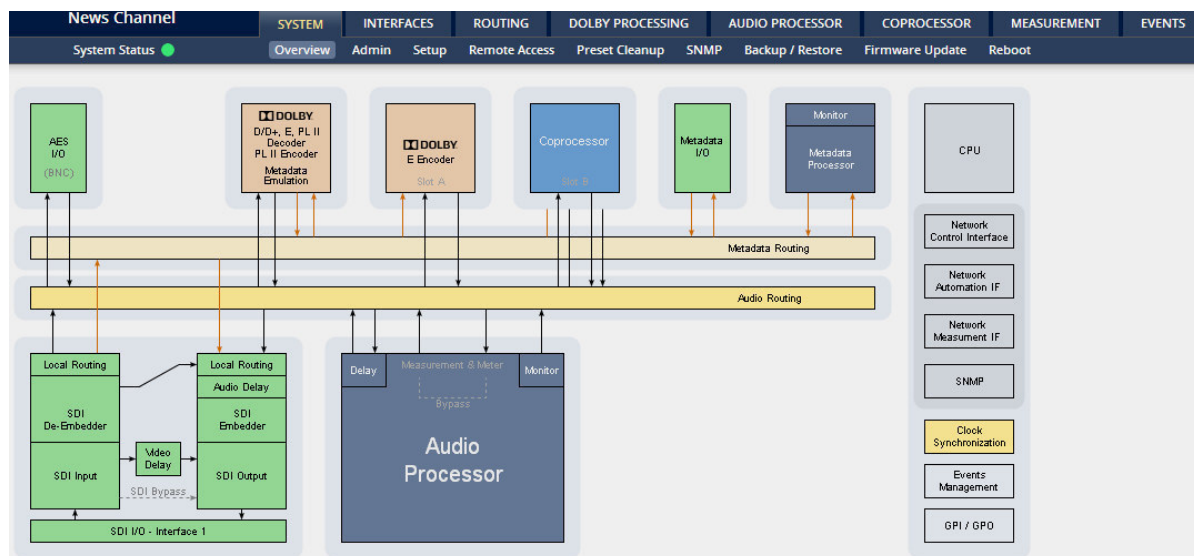 News Channel
SYSTEM INTERFACES ROUTING DOLBY PROCESSING AUDIO PROCESSOR COPROCESSOR MEASUREMENT EVENTS
System Status
Overview Admin Setup Remote Access Preset Cleanup SNMP Backup / Restore Firmware Update Reboot
AES
I/O
(BNC)
DOLBY
D/D+, E, PL II
Decoder
PL II Encoder
Metadata
Emulation
DOLBY
E Encoder
Slot A
Coprocessor
Slot B
Metadata
I/O
Monitor
Metadata
Processor
CPU
Network
Control Interface
Network
Automation IF
Network
Measument IF
SNMP
Clock
Synchronization
Events
Management
GPI / GPO
Metadata Routing
Audio Routing
Local Routing
SDI
De-Embedder
SDI Input
Video
Delay
SDI Bypass
Local Routing
Audio Delay
SDI
Embedder
SDI Output
SDI I/O - Interface 1
Delay
Measurement & Meter
Monitor
Bypass
Audio
Processor